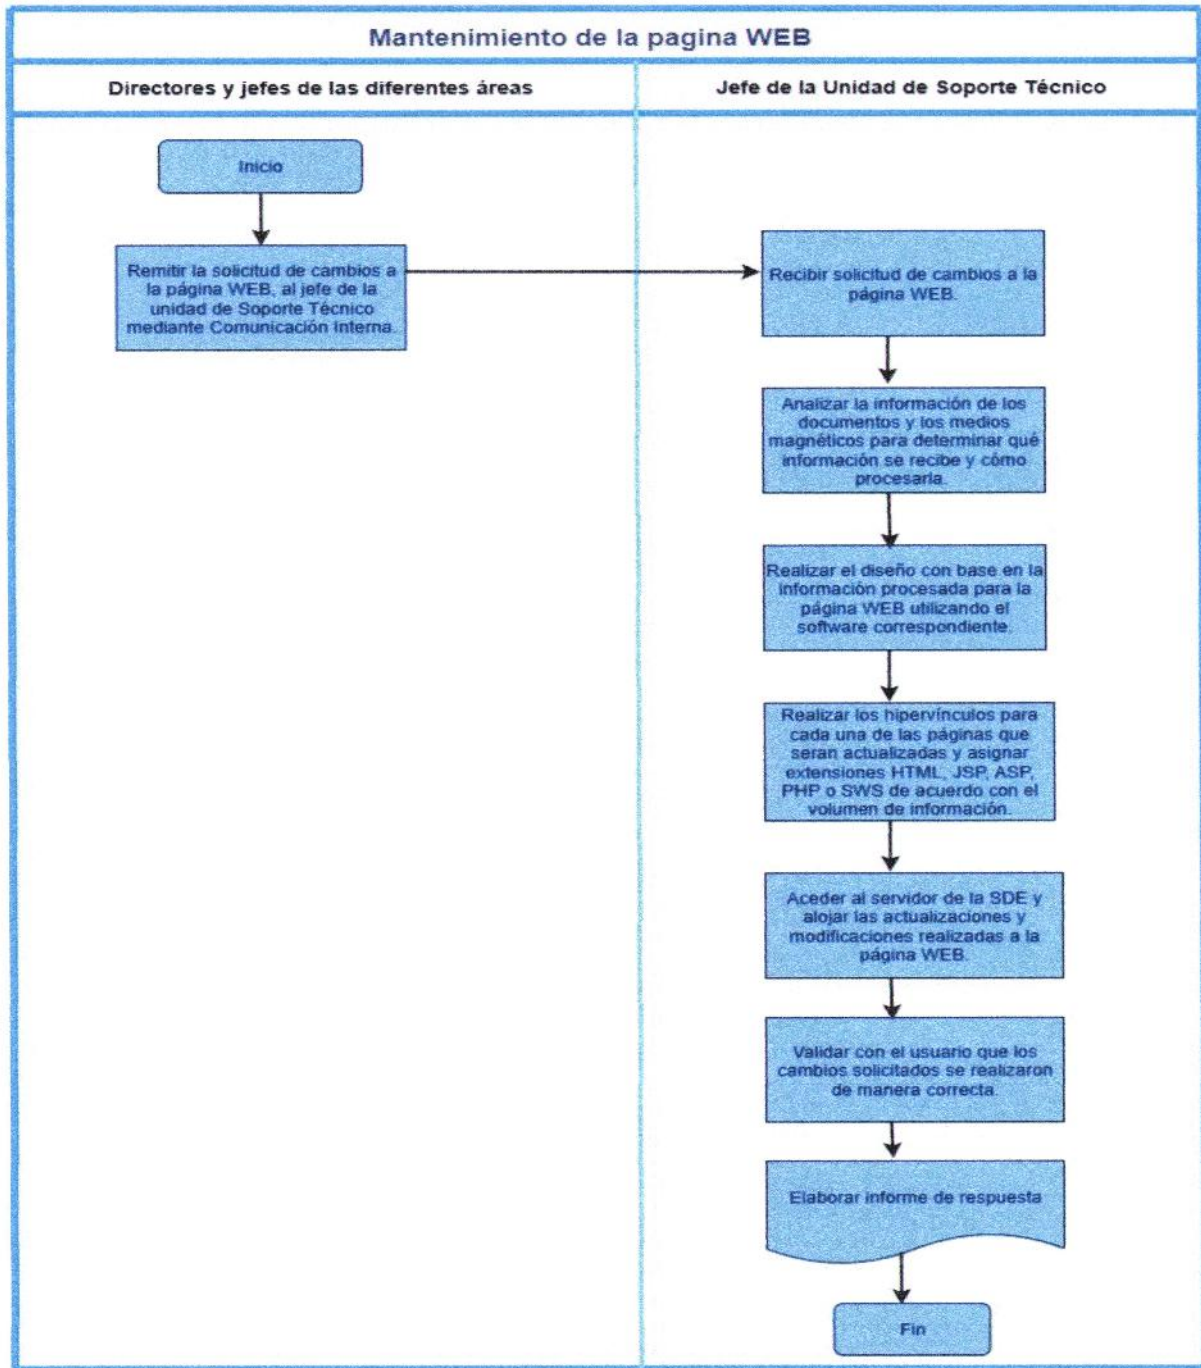 Mantenimiento de la pagina WEB
Directores y jefes de las diferentes áreas
Jefe de la Unidad de Soporte Técnico
Inicio
Remitir la solicitud de cambios a
la página WEB, al jefe de la
unidad de Soporte Técnico
mediante Comunicación Interna.
Recibir solicitud de cambios a la
página WEB.
Analizar la información de los
documentos y los medios
magnéticos para determinar qué
información se recibe y cómo
procesarla.
Realizar el diseño con base en la
información procesada para la
página WEB utilizando el
software correspondiente.
Realizar los hipervínculos para
cada una de las páginas que
seran actualizadas y asignar
extensiones HTML, JSP, ASP,
PHP o SWS de acuerdo con el
volumen de información.
Aceder al servidor de la SDE y
alojar las actualizaciones y
modificaciones realizadas a la
página WEB.
Validar con el usuario que los
cambios solicitados se realizaron
de manera correcta.
Elaborar informe de respuesta
Fin